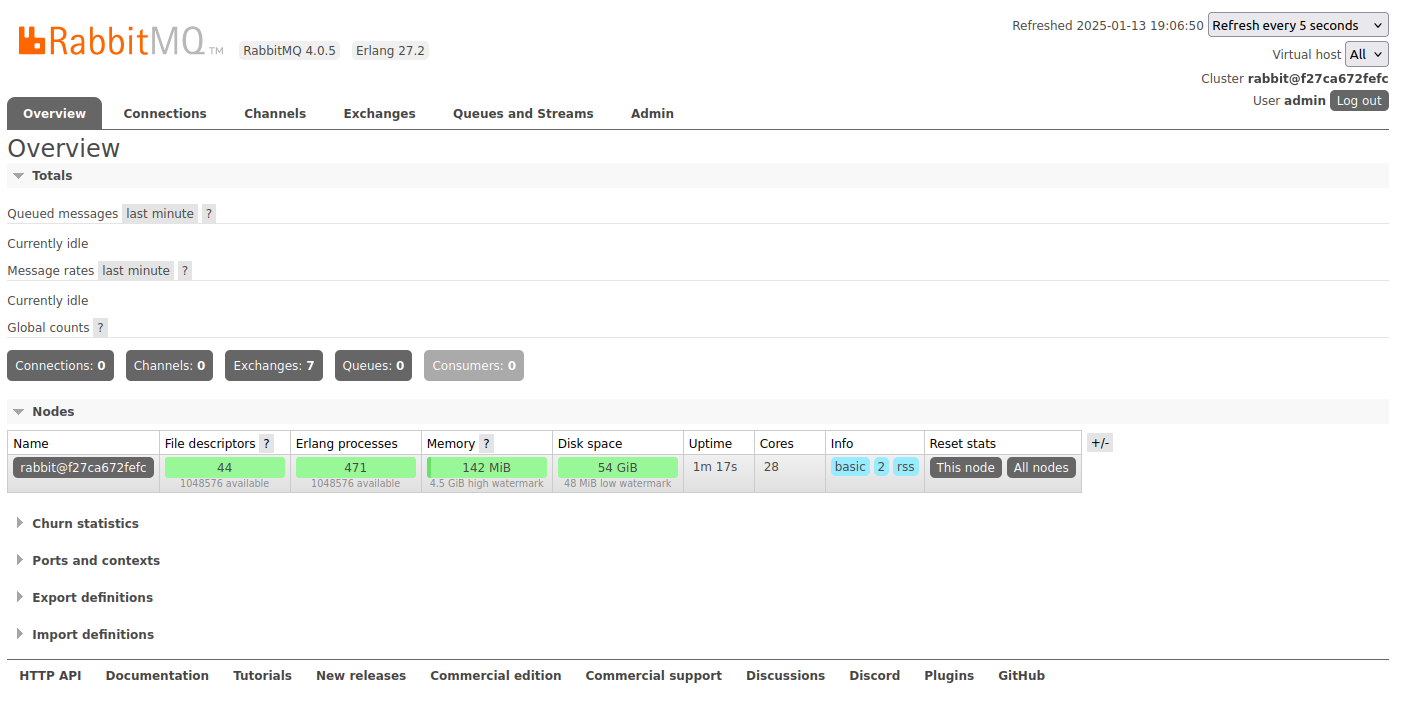 RabbitMQ TM RabbitMQ 4.0.5 Erlang 27.2
Refreshed 2025-01-13 19:06:50 Refresh every 5 seconds
Virtual host All
Cluster rabbit@f27ca672fefc
User admin Log out
Overview Connections Channels Exchanges Queues and Streams Admin
Overview
Totals
Queued messages last minute ?
Currently idle
Message rates last minute ?
Currently idle
Global counts ?
Connections: 0 Channels: 0 Exchanges: 7 Queues: 0 Consumers: 0
Nodes
Name File descriptors ? Erlang processes Memory ? Disk space Uptime Cores Info Reset stats +/-
rabbit@f27ca672fefc 44 471 142 MiB 54 GiB 1m 17s 28 basic 2 rss This node All nodes
1048576 available 1048576 available 4.5 GiB high watermark 48 MiB low watermark
Churn statistics
Ports and contexts
Export definitions
Import definitions
HTTP API Documentation Tutorials New releases Commercial edition Commercial support Discussions Discord Plugins GitHub